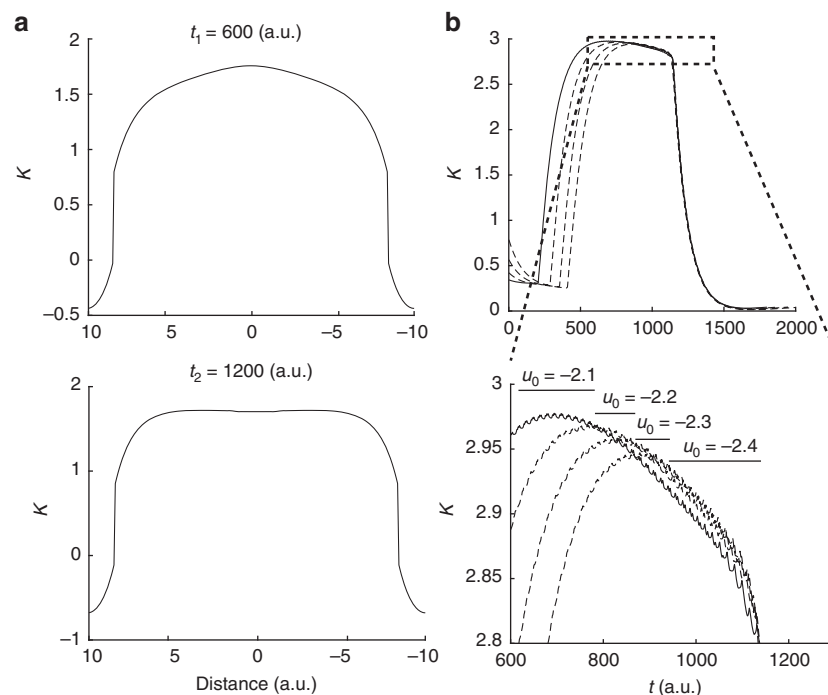 a
t1 = 600 (a.u.)
2
1.5
1
0.5
0
−0.5
K
10 5 0 −5 −10
t2 = 1200 (a.u.)
2
1
0
−1
K
10 5 0 −5 −10
Distance (a.u.)
b
3
2.5
2
1.5
1
0.5
0
K
0 500 1000 1500 2000
3
2.95
2.9
2.85
2.8
K
u0 = −2.1
u0 = −2.2
u0 = −2.3
u0 = −2.4
600 800 1000 1200
t (a.u.)